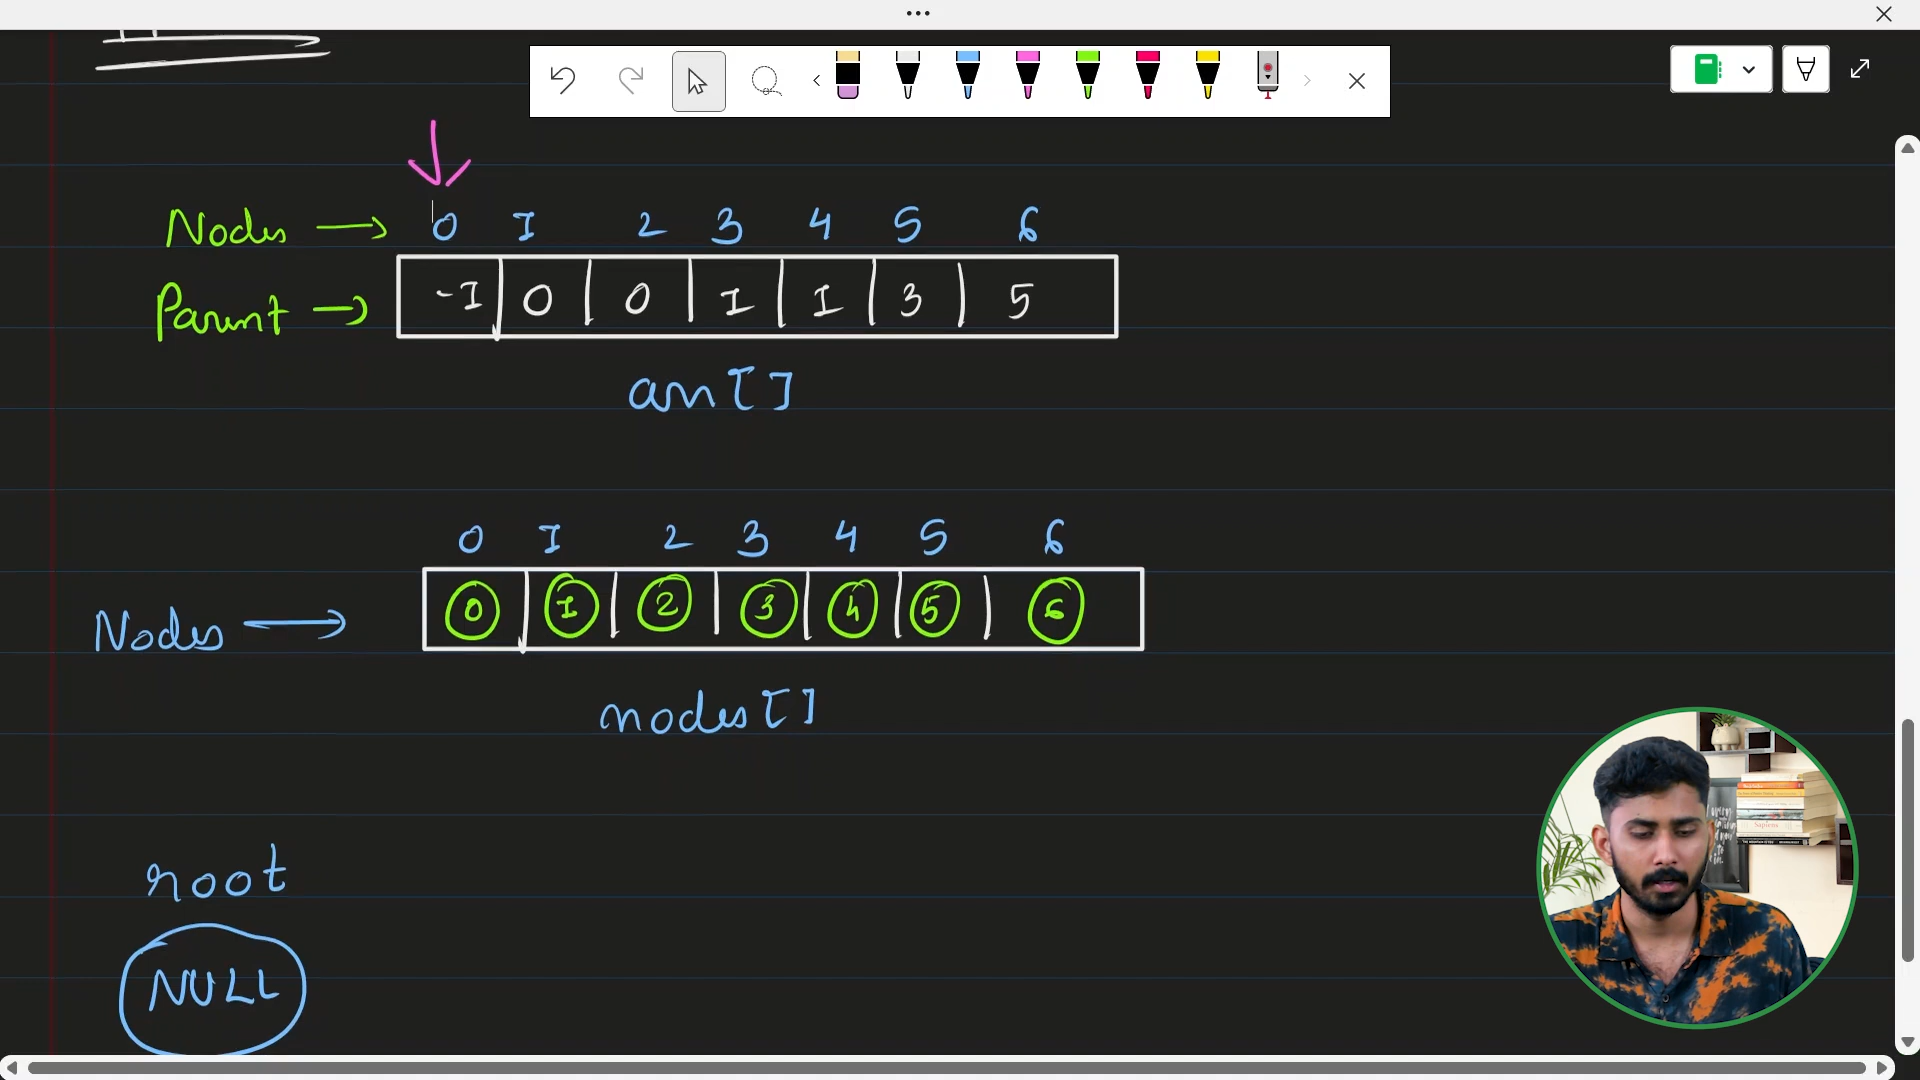 Nodes → 0 1 2 3 4 5 6
Parent → -1 0 0 1 1 3 5
arr[]
0 1 2 3 4 5 6
Nodes → 0 1 2 3 4 5 6
nodes[]
root
NULL